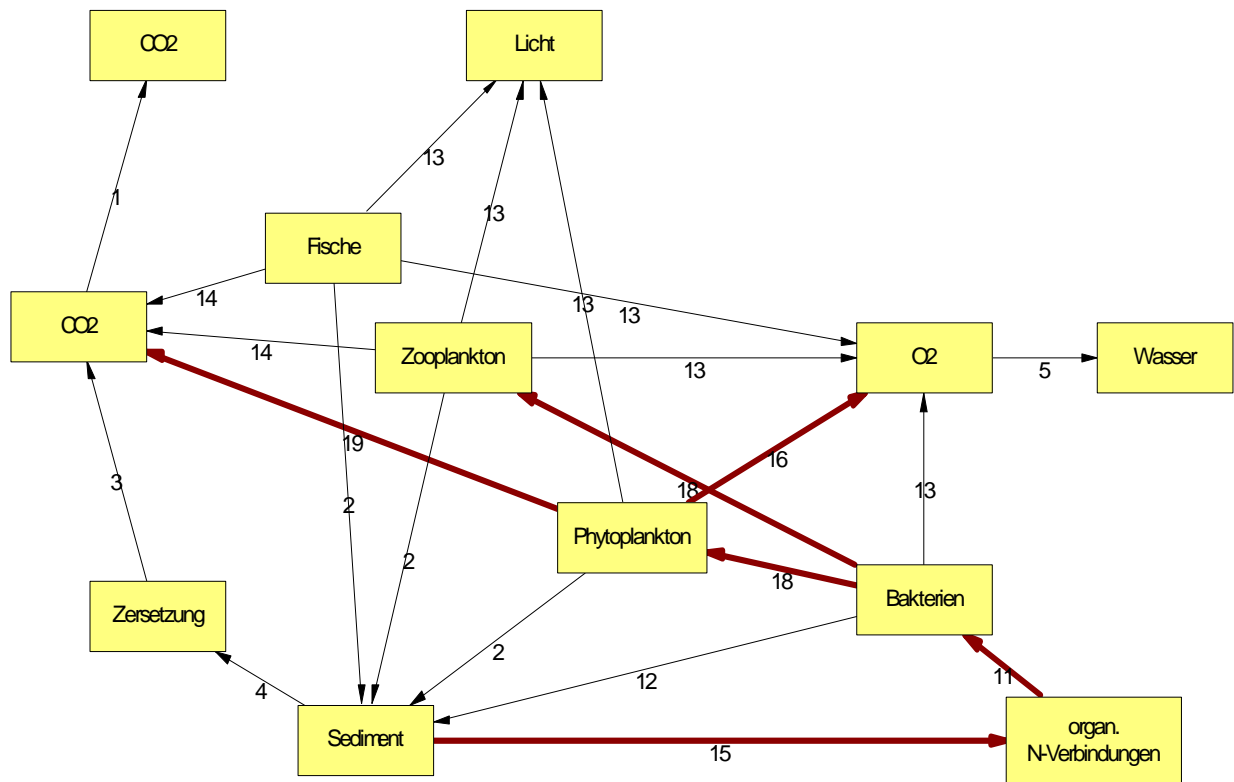 CO2
Licht
13
1
13
Fische
14
13
13
CO2
14
Zooplankton
13
O2
5
Wasser
19
16
3
2
18
13
Phytoplankton
2
18
Bakterien
Zersetzung
2
12
11
4
Sediment
15
organ.
N-Verbindungen